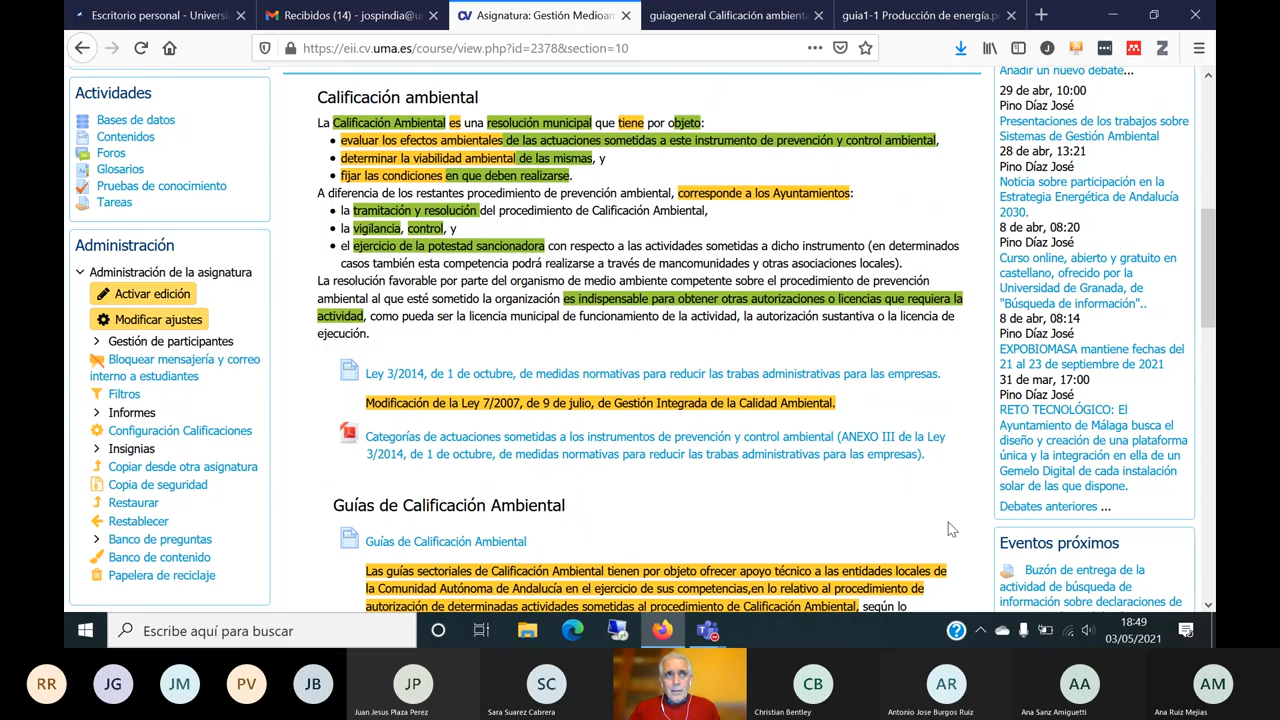 Escritorio personal - Universi
Recibidos (14) - jospindia@u
Asignatura: Gestión Medioam
guiageneral Calificación ambienta
guia1-1 Producción de energía.p
https://eii.cv.uma.es/course/view.php?id=2378&section=10
Actividades
Bases de datos
Contenidos
Foros
Glosarios
Pruebas de conocimiento
Tareas
Administración
Administración de la asignatura
Activar edición
Modificar ajustes
Gestión de participantes
Bloquear mensajería y correo
interno a estudiantes
Filtros
Informes
Configuración Calificaciones
Insignias
Copiar desde otra asignatura
Copia de seguridad
Restaurar
Restablecer
Banco de preguntas
Banco de contenido
Papelera de reciclaje
Calificación ambiental
La Calificación Ambiental es una resolución municipal que tiene por objeto:
• evaluar los efectos ambientales de las actuaciones sometidas a este instrumento de prevención y control ambiental,
• determinar la viabilidad ambiental de las mismas, y
• fijar las condiciones en que deben realizarse.
A diferencia de los restantes procedimiento de prevención ambiental, corresponde a los Ayuntamientos:
• la tramitación y resolución del procedimiento de Calificación Ambiental,
• la vigilancia, control, y
• el ejercicio de la potestad sancionadora con respecto a las actividades sometidas a dicho instrumento (en determinados
casos también esta competencia podrá realizarse a través de mancomunidades y otras asociaciones locales).
La resolución favorable por parte del organismo de medio ambiente competente sobre el procedimiento de prevención
ambiental al que esté sometido la organización es indispensable para obtener otras autorizaciones o licencias que requiera la
actividad, como pueda ser la licencia municipal de funcionamiento de la actividad, la autorización sustantiva o la licencia de
ejecución.
Ley 3/2014, de 1 de octubre, de medidas normativas para reducir las trabas administrativas para las empresas.
Modificación de la Ley 7/2007, de 9 de julio, de Gestión Integrada de la Calidad Ambiental.
Categorías de actuaciones sometidas a los instrumentos de prevención y control ambiental (ANEXO III de la Ley
3/2014, de 1 de octubre, de medidas normativas para reducir las trabas administrativas para las empresas).
Guías de Calificación Ambiental
Guías de Calificación Ambiental
Las guías sectoriales de Calificación Ambiental tienen por objeto ofrecer apoyo técnico a las entidades locales de
la Comunidad Autónoma de Andalucía en el ejercicio de sus competencias,en lo relativo al procedimiento de
autorización de determinadas actividades sometidas al procedimiento de Calificación Ambiental, según lo
Añadir un nuevo debate...
29 de abr, 10:00
Pino Díaz José
Presentaciones de los trabajos sobre
Sistemas de Gestión Ambiental
28 de abr, 13:21
Pino Díaz José
Noticia sobre participación en la
Estrategia Energética de Andalucía
2030.
8 de abr, 08:20
Pino Díaz José
Curso online, abierto y gratuito en
castellano, ofrecido por la
Universidad de Granada, de
"Búsqueda de información"..
8 de abr, 08:14
Pino Díaz José
EXPOBIOMASA mantiene fechas del
21 al 23 de septiembre de 2021
31 de mar, 17:00
Pino Díaz José
RETO TECNOLÓGICO: El
Ayuntamiento de Málaga busca el
diseño y creación de una plataforma
única y la integración en ella de un
Gemelo Digital de cada instalación
solar de las que dispone.
Debates anteriores ...
Eventos próximos
Buzón de entrega de la
actividad de búsqueda de
información sobre declaraciones de
Escribe aquí para buscar
18:49
03/05/2021
RR
JG
JM
PV
JB
JP
Juan Jesus Plaza Perez
SC
Sara Suarez Cabrera
CB
Christian Bentley
AR
Antonio Jose Burgos Ruiz
AA
Ana Sanz Amiguetti
AM
Ana Ruiz Mejias